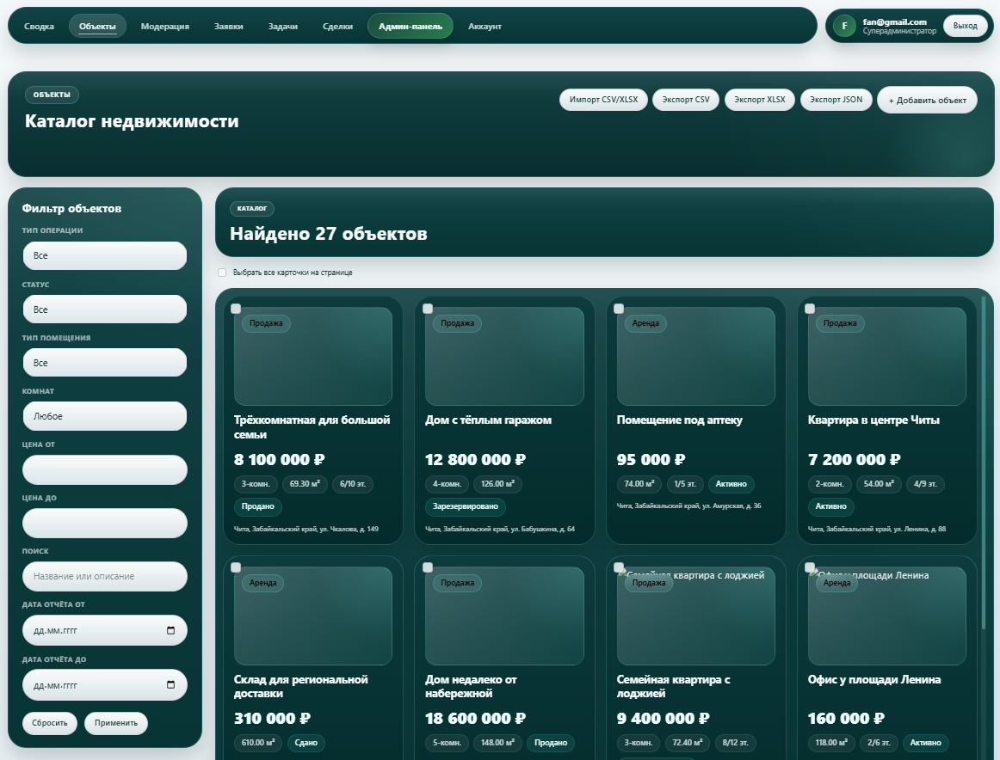 Сводка
Объекты
Модерация
Заявки
Задачи
Сделки
Админ-панель
Аккаунт
F
fan@gmail.com
Суперадминистратор
Выход
ОБЪЕКТЫ
Каталог недвижимости
Импорт CSV/XLSX
Экспорт CSV
Экспорт XLSX
Экспорт JSON
+ Добавить объект
Фильтр объектов
ТИП ОПЕРАЦИИ
Все
СТАТУС
Все
ТИП ПОМЕЩЕНИЯ
Все
КОМНАТ
Любое
ЦЕНА ОТ
ЦЕНА ДО
ПОИСК
Название или описание
ДАТА ОТЧЁТА ОТ
дд.мм.гггг
ДАТА ОТЧЁТА ДО
дд.мм.гггг
Сбросить
Применить
КАТАЛОГ
Найдено 27 объектов
Выбрать все карточки на странице
Продажа
Трёхкомнатная для большой
семьи
8 100 000 ₽
3-комн.
69.30 м²
6/10 эт.
Продано
Чита, Забайкальский край, ул. Чкалова, д. 149
Продажа
Дом с тёплым гаражом
12 800 000 ₽
4-комн.
126.00 м²
Зарезервировано
Чита, Забайкальский край, ул. Бабушкина, д. 64
Аренда
Помещение под аптеку
95 000 ₽
74.00 м²
1/5 эт.
Активно
Чита, Забайкальский край, ул. Амурская, д. 36
Продажа
Квартира в центре Читы
7 200 000 ₽
2-комн.
54.00 м²
4/9 эт.
Активно
Чита, Забайкальский край, ул. Ленина, д. 88
Аренда
Склад для региональной
доставки
310 000 ₽
610.00 м²
Сдано
Продажа
Дом недалеко от
набережной
18 600 000 ₽
5-комн.
148.00 м²
Продано
Семейная квартира с лоджией
Продажа
Семейная квартира с
лоджией
9 400 000 ₽
3-комн.
72.40 м²
8/12 эт.
Офис у площади Ленина
Аренда
Офис у площади Ленина
160 000 ₽
118.00 м²
2/6 эт.
Активно